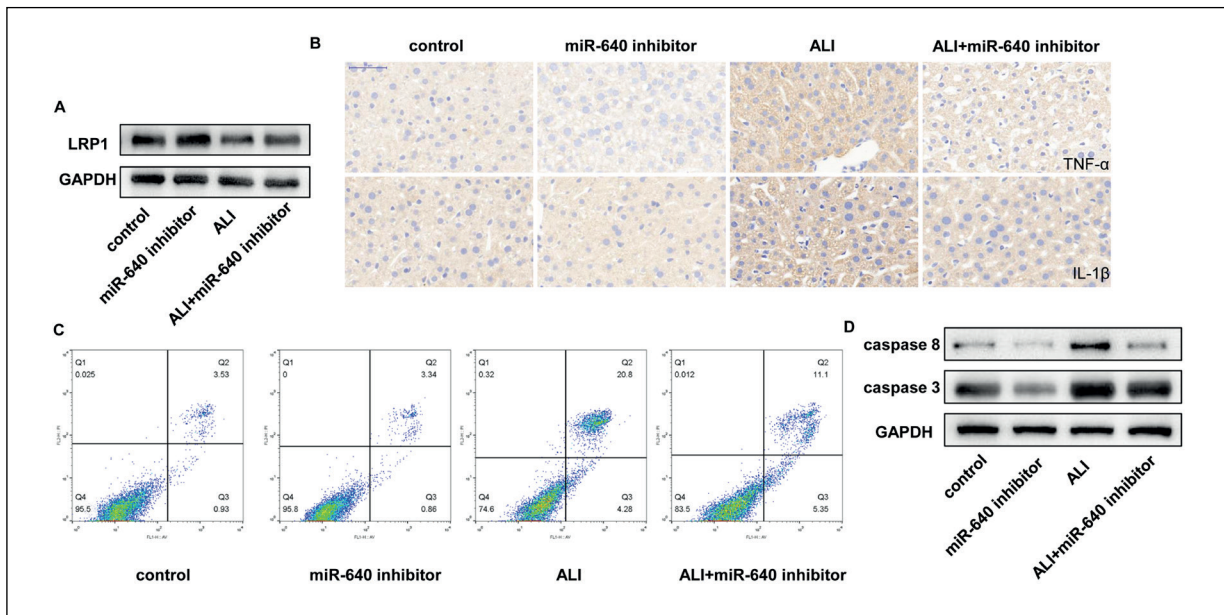 B
control
miR-640 inhibitor
ALI
ALI+miR-640 inhibitor
TNF-α
IL-1β
A
LRP1
GAPDH
control
miR-640 inhibitor
ALI
ALI+miR-640 inhibitor
C
Q1
0.025
Q2
3.53
Q4
95.5
Q3
0.93
Q1
0
Q2
3.34
Q4
95.8
Q3
0.86
Q1
0.32
Q2
20.8
Q4
74.6
Q3
4.28
Q1
0.012
Q2
11.1
Q4
83.5
Q3
5.35
control
miR-640 inhibitor
ALI
ALI+miR-640 inhibitor
D
caspase 8
caspase 3
GAPDH
control
miR-640 inhibitor
ALI
ALI+miR-640 inhibitor